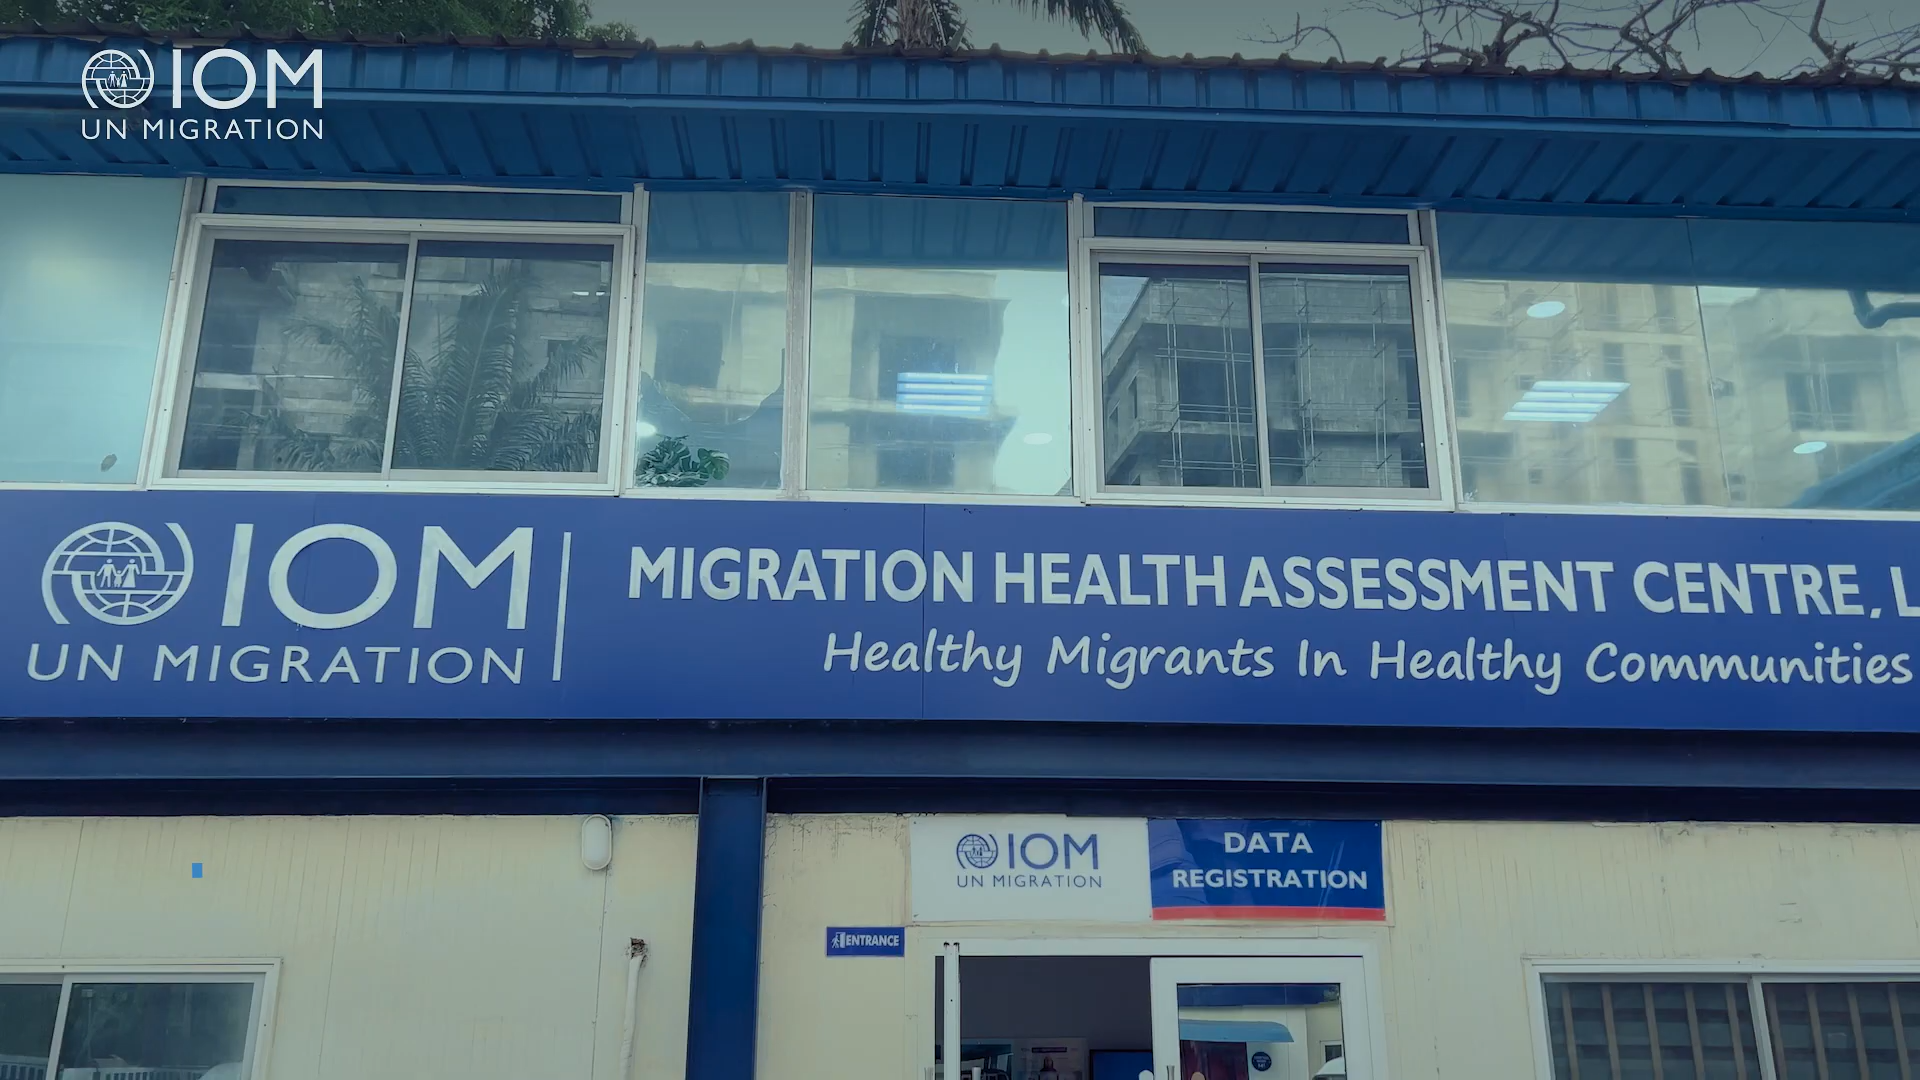 IOM
UN MIGRATION
IOM
UN MIGRATION
MIGRATION HEALTH ASSESSMENT CENTRE, L
Healthy Migrants In Healthy Communities
IOM
UN MIGRATION
DATA
REGISTRATION
ENTRANCE